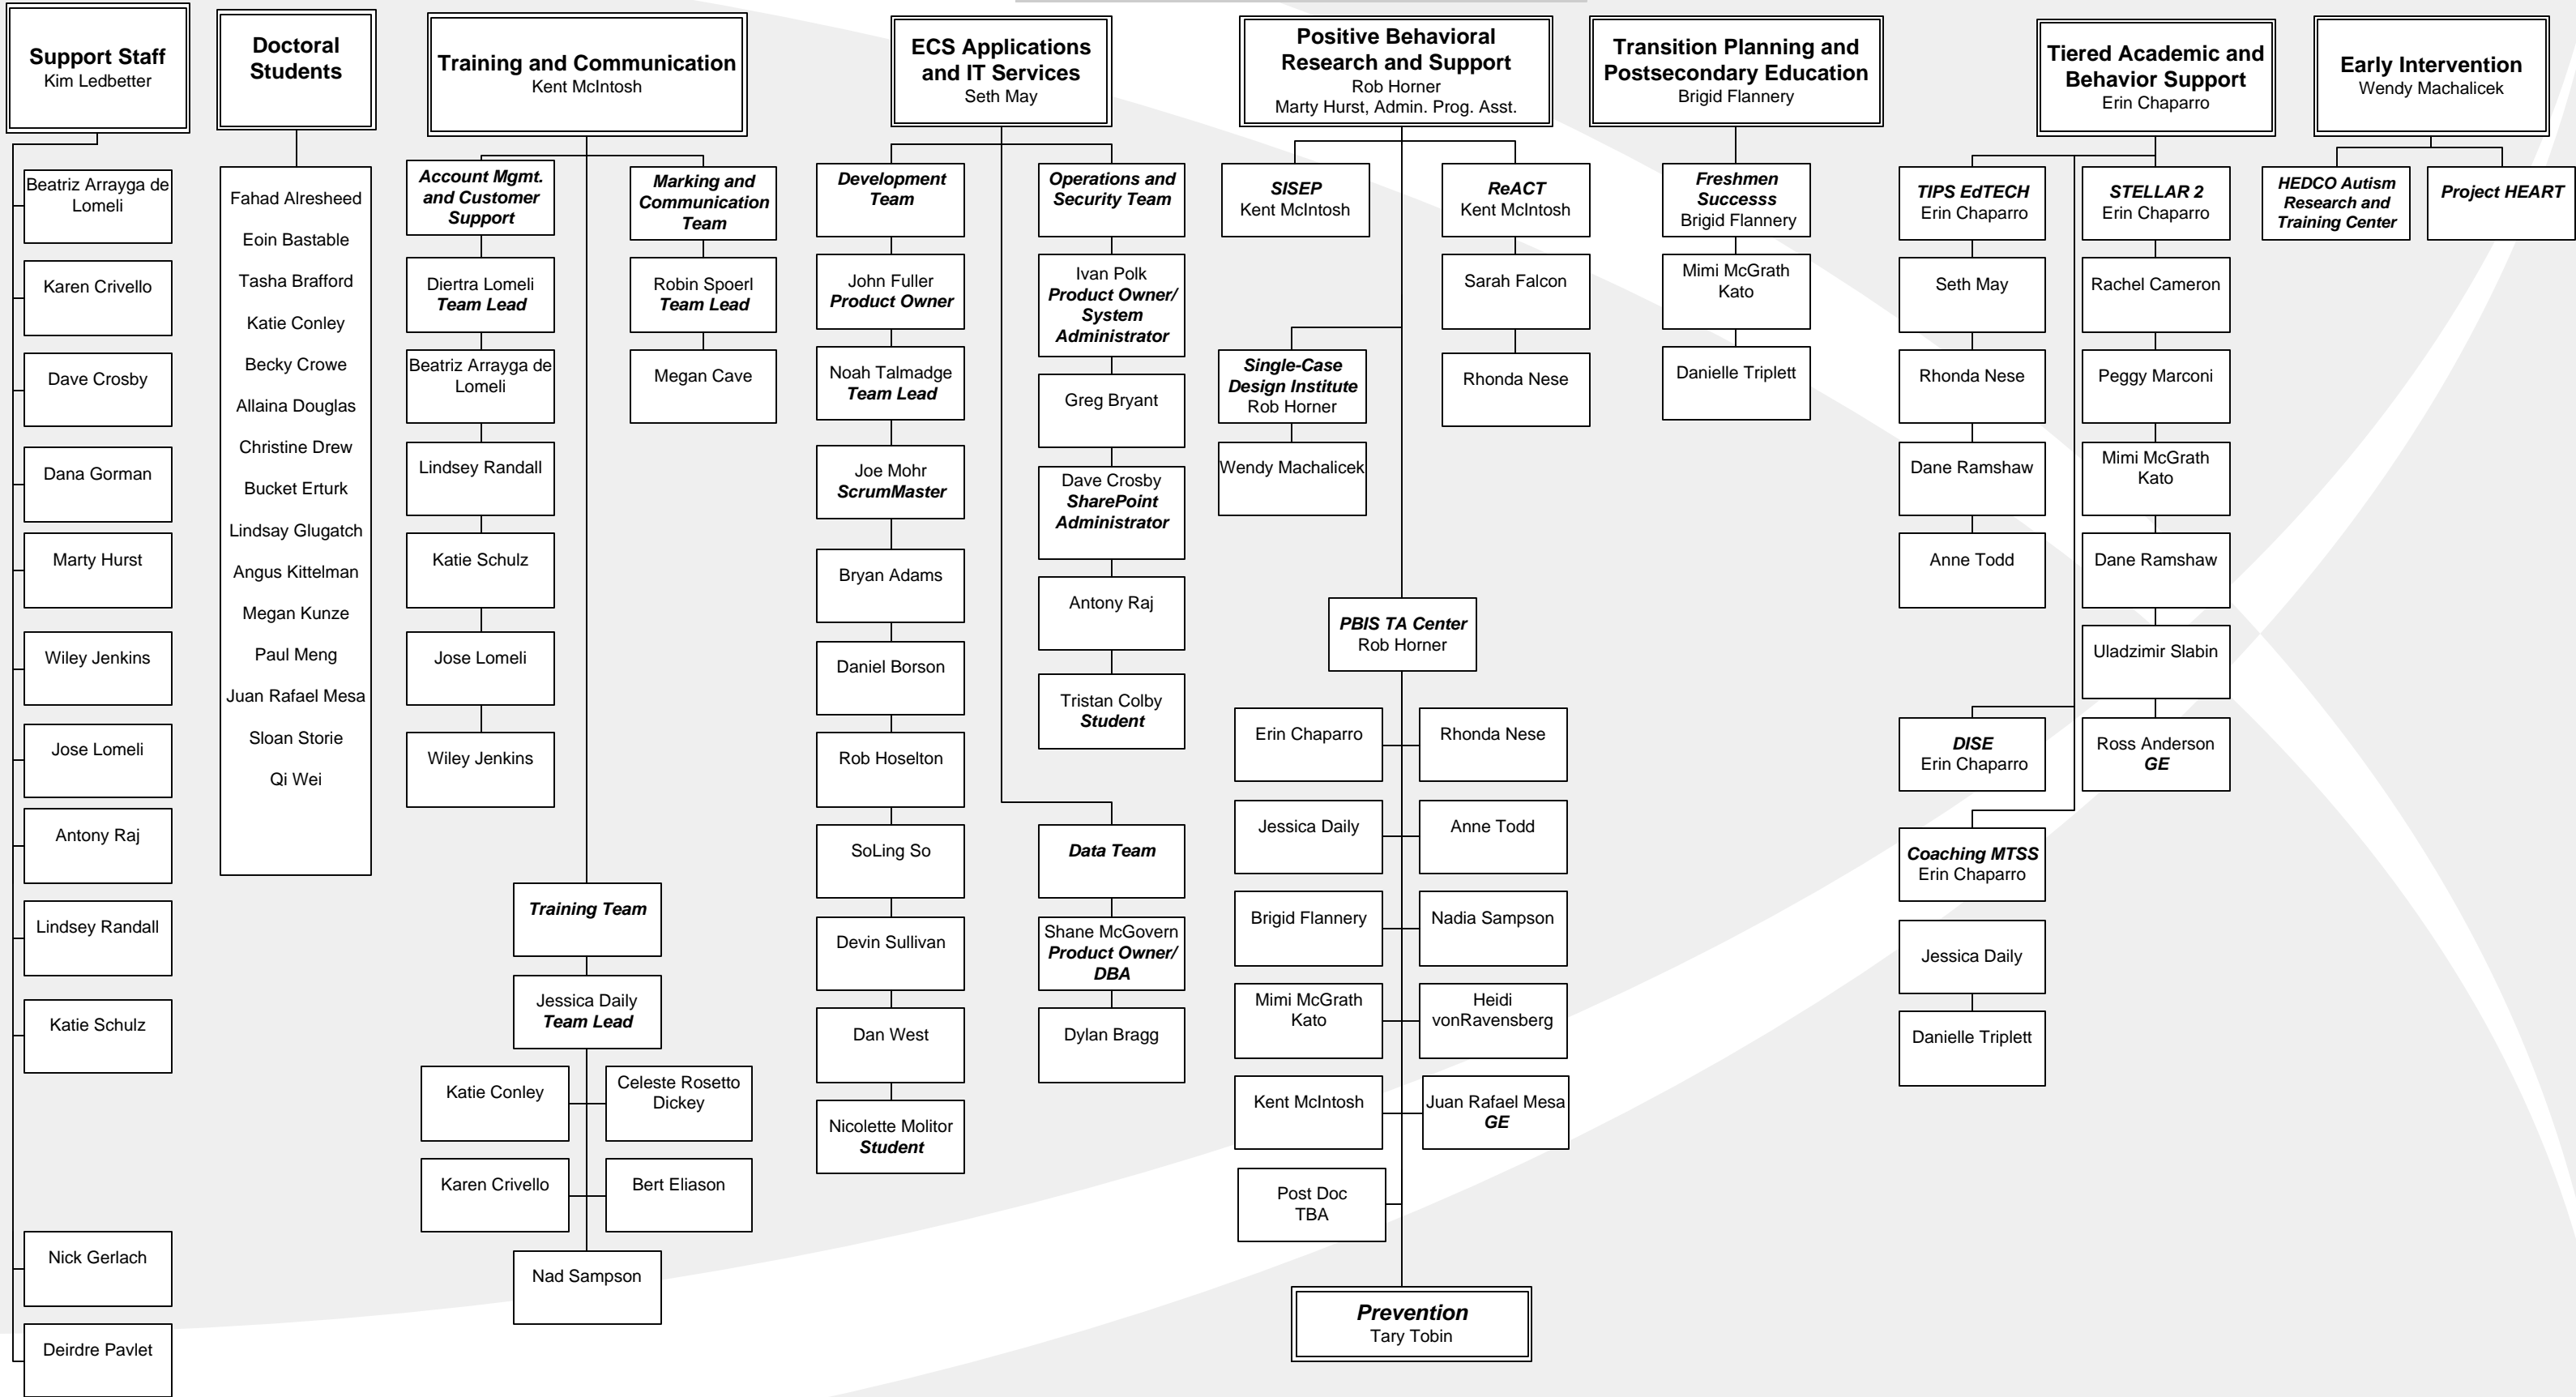 Support Staff
Kim Ledbetter
Beatriz Arrayga de
Lomeli
Karen Crivello
Dave Crosby
Dana Gorman
Marty Hurst
Wiley Jenkins
Jose Lomeli
Antony Raj
Lindsey Randall
Katie Schulz
Nick Gerlach
Deirdre Pavlet
Doctoral
Students
Fahad Alresheed
Eoin Bastable
Tasha Brafford
Katie Conley
Becky Crowe
Allaina Douglas
Christine Drew
Bucket Erturk
Lindsay Glugatch
Angus Kittelman
Megan Kunze
Paul Meng
Juan Rafael Mesa
Sloan Storie
Qi Wei
Training and Communication
Kent McIntosh
Account Mgmt.
and Customer
Support
Diertra Lomeli
Team Lead
Beatriz Arrayga de
Lomeli
Lindsey Randall
Katie Schulz
Jose Lomeli
Wiley Jenkins
Marking and
Communication
Team
Robin Spoerl
Team Lead
Megan Cave
Training Team
Jessica Daily
Team Lead
Katie Conley
Celeste Rosetto
Dickey
Karen Crivello
Bert Eliason
Nad Sampson
ECS Applications
and IT Services
Seth May
Development
Team
John Fuller
Product Owner
Noah Talmadge
Team Lead
Joe Mohr
ScrumMaster
Bryan Adams
Daniel Borson
Rob Hoselton
SoLing So
Devin Sullivan
Dan West
Nicolette Molitor
Student
Operations and
Security Team
Ivan Polk
Product Owner/
System
Administrator
Greg Bryant
Dave Crosby
SharePoint
Administrator
Antony Raj
Tristan Colby
Student
Data Team
Shane McGovern
Product Owner/
DBA
Dylan Bragg
Positive Behavioral
Research and Support
Rob Horner
Marty Hurst, Admin. Prog. Asst.
SISEP
Kent McIntosh
ReACT
Kent McIntosh
Sarah Falcon
Rhonda Nese
Single-Case
Design Institute
Rob Horner
Wendy Machalicek
PBIS TA Center
Rob Horner
Erin Chaparro
Rhonda Nese
Jessica Daily
Anne Todd
Brigid Flannery
Nadia Sampson
Mimi McGrath
Kato
Heidi
vonRavensberg
Kent McIntosh
Juan Rafael Mesa
GE
Post Doc
TBA
Prevention
Tary Tobin
Transition Planning and
Postsecondary Education
Brigid Flannery
Freshmen
Successs
Brigid Flannery
Mimi McGrath
Kato
Danielle Triplett
Tiered Academic and
Behavior Support
Erin Chaparro
TIPS EdTECH
Erin Chaparro
Seth May
Rhonda Nese
Dane Ramshaw
Anne Todd
STELLAR 2
Erin Chaparro
Rachel Cameron
Peggy Marconi
Mimi McGrath
Kato
Dane Ramshaw
Uladzimir Slabin
Ross Anderson
GE
DISE
Erin Chaparro
Coaching MTSS
Erin Chaparro
Jessica Daily
Danielle Triplett
Early Intervention
Wendy Machalicek
HEDCO Autism
Research and
Training Center
Project HEART